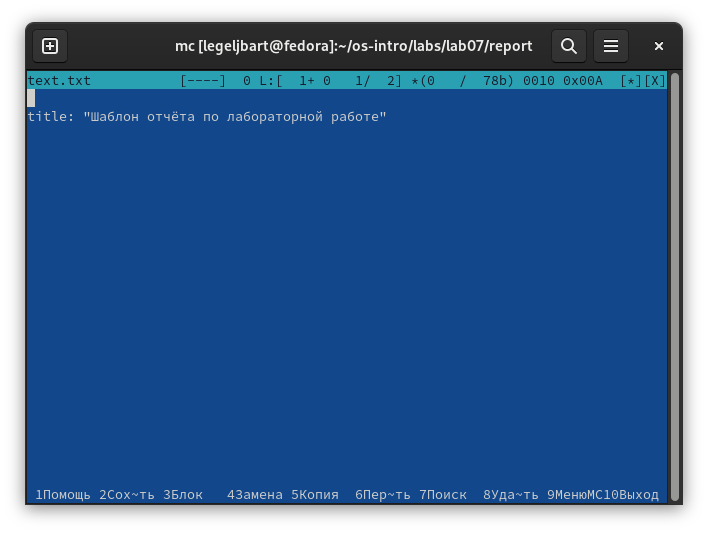 mc [legeljbart@fedora]:~/os-intro/labs/lab07/report
text.txt [----] 0 L:[ 1+ 0 1/ 2] *(0 / 78b) 0010 0x00A [*][X]
title: "Шаблон отчёта по лабораторной работе"
1Помощь 2Сох~ть 3Блок 4Замена 5Копия 6Пер~ть 7Поиск 8Уда~ть 9МенюMC10Выход